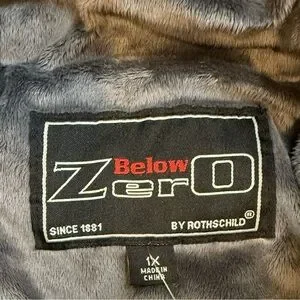 Below
ZerO
SINCE 1881 BY ROTHSCHILD®
1X
MADE IN
CHINA